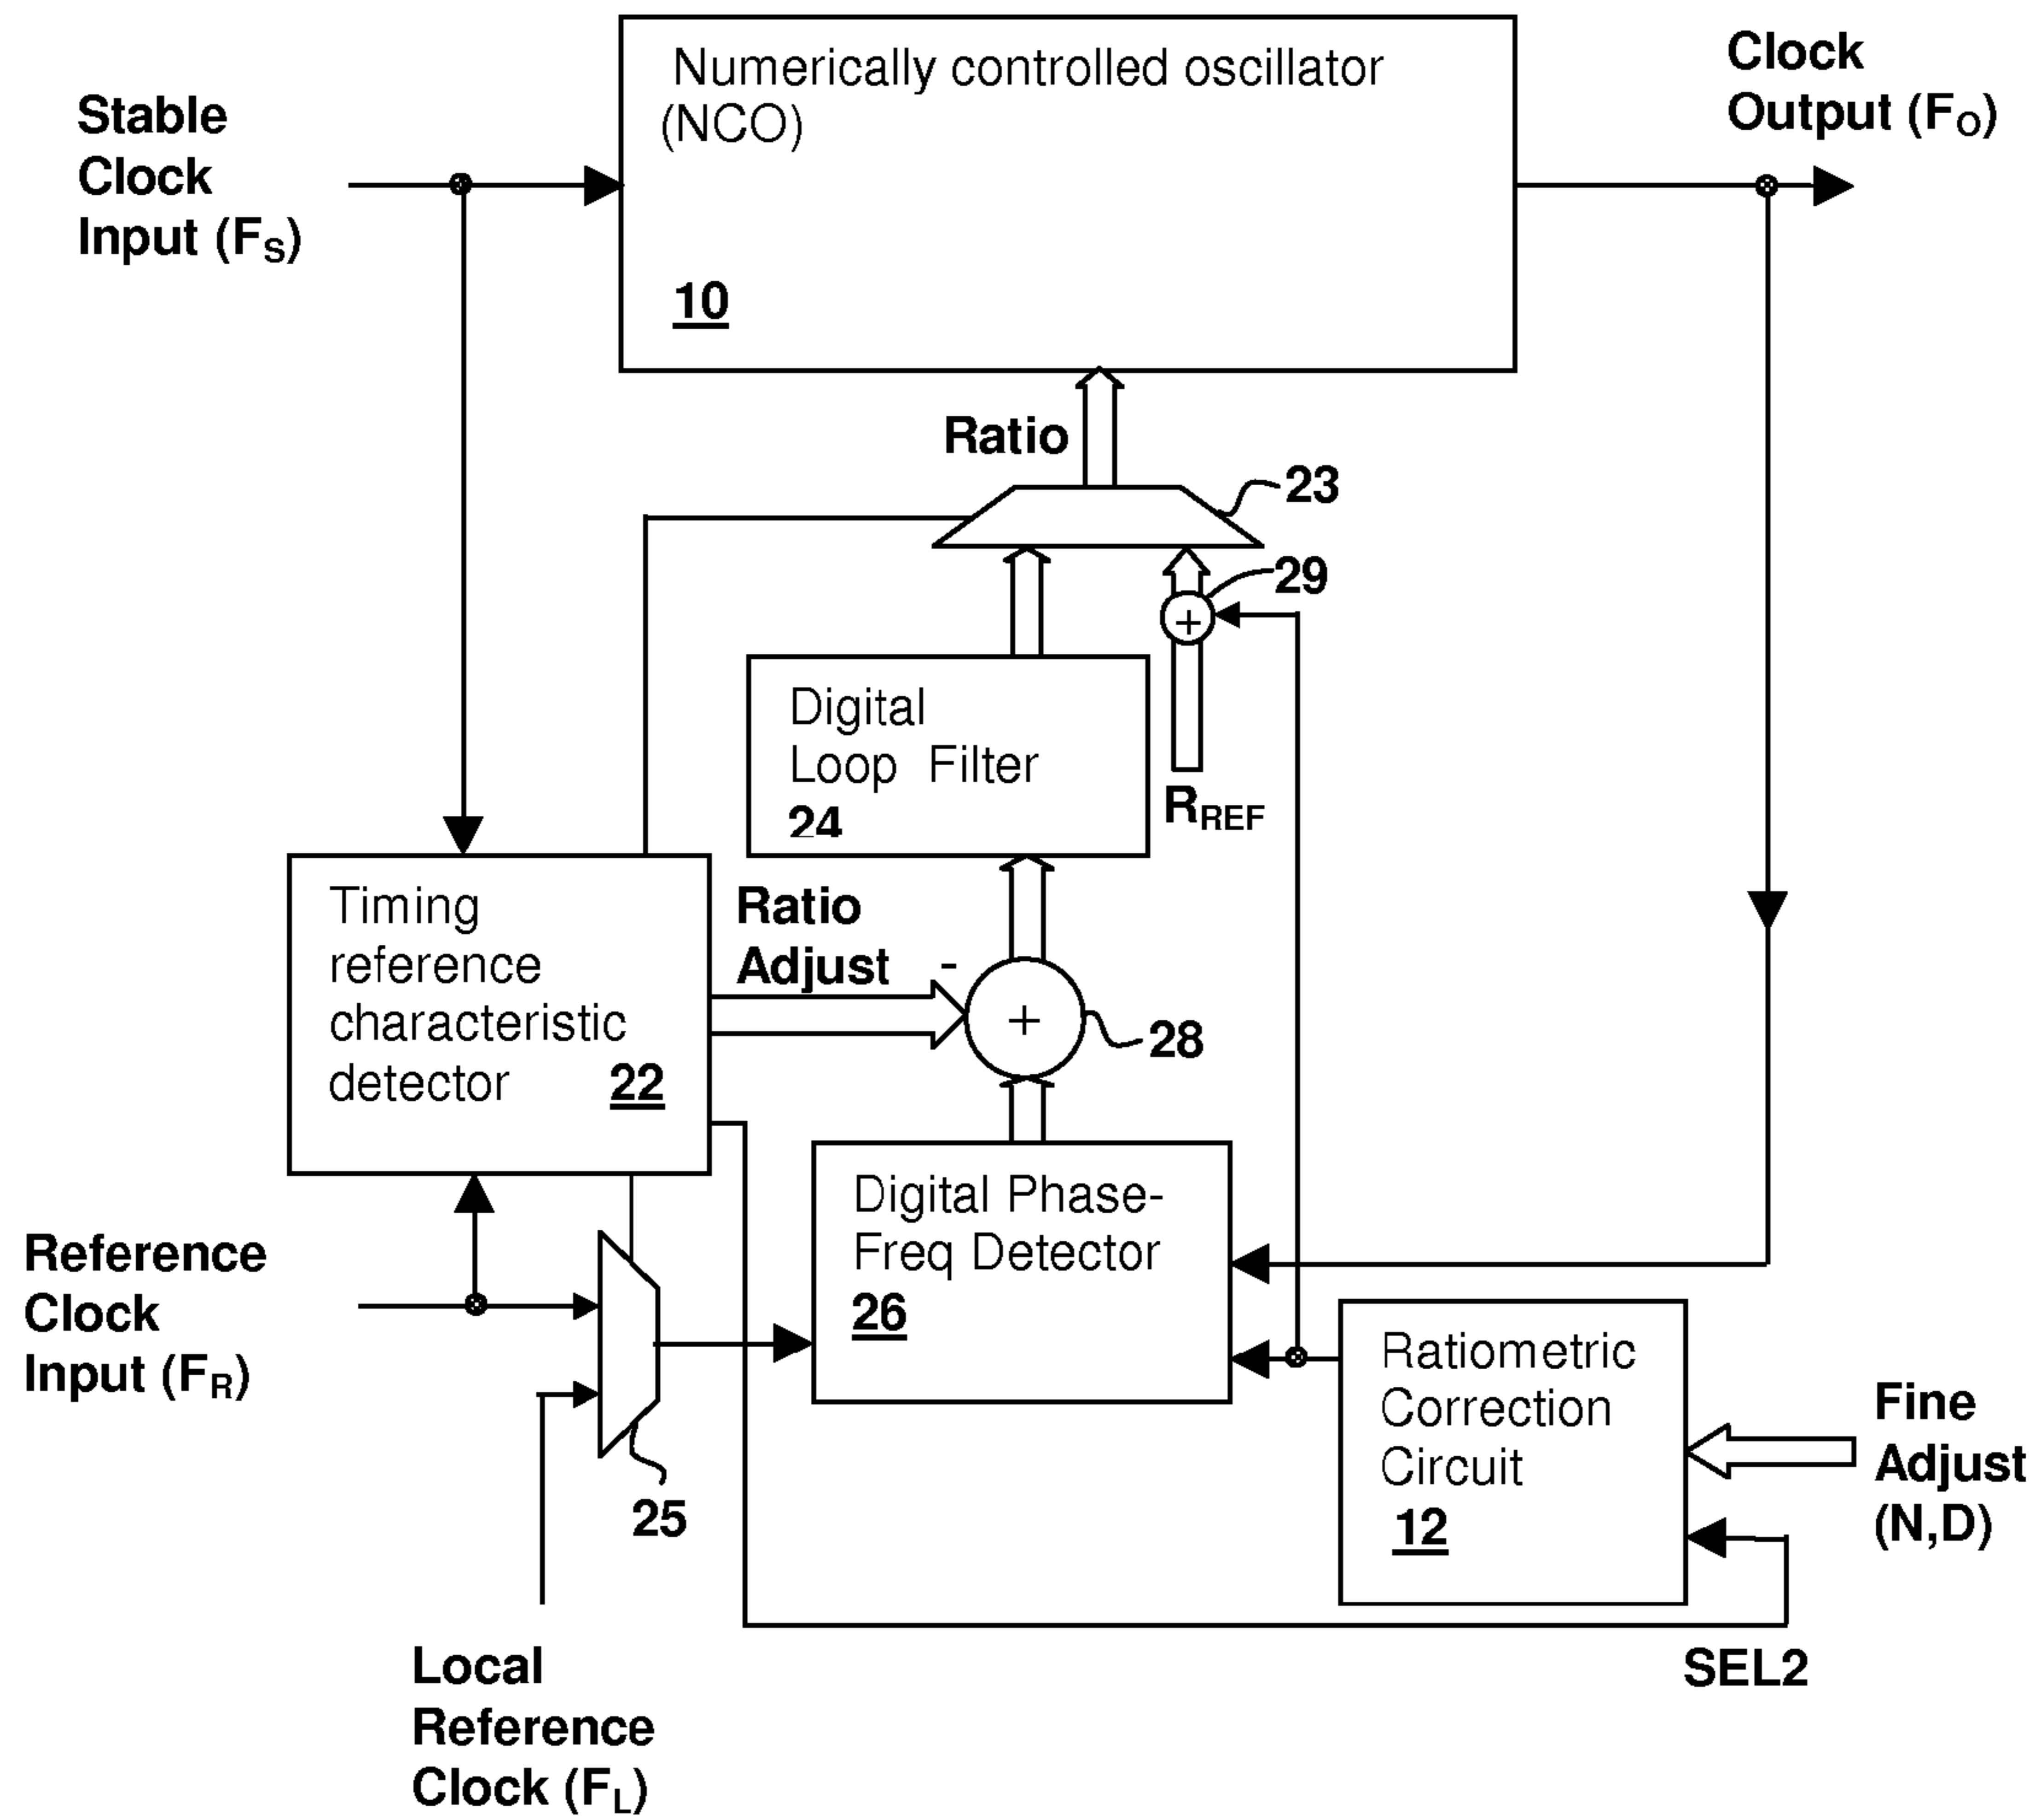 Numerically controlled oscillator
(NCO)
10
Stable
Clock
Input (FS)
Clock
Output (FO)
Ratio
23
29
+
Digital
Loop Filter
24
RREF
Timing
reference
characteristic
detector 22
Ratio
Adjust -
+
28
Digital Phase-
Freq Detector
26
Reference
Clock
Input (FR)
25
Ratiometric
Correction
Circuit
12
Fine
Adjust
(N,D)
SEL2
Local
Reference
Clock (FL)